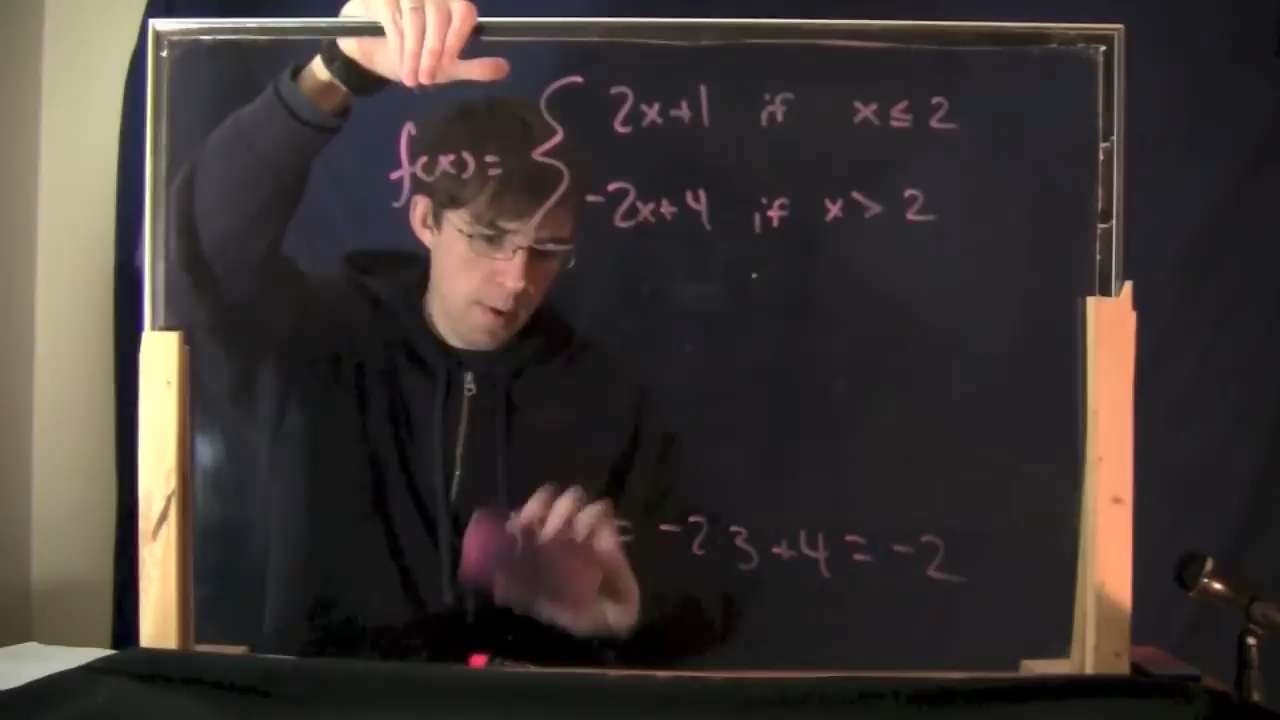 f(x) = { 2x+1 if x ≤ 2
-2x+4 if x > 2
= -2·3+4 = -2